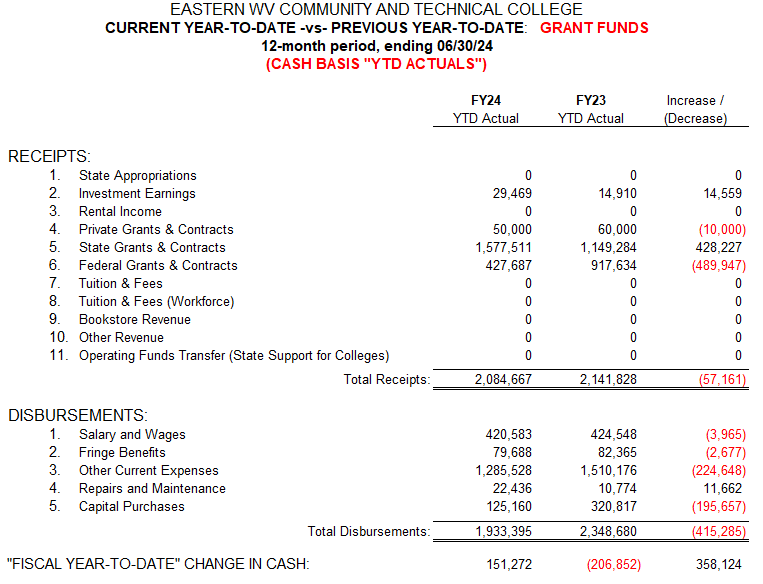 EASTERN WV COMMUNITY AND TECHNICAL COLLEGE
CURRENT YEAR-TO-DATE -vs- PREVIOUS YEAR-TO-DATE: GRANT FUNDS
12-month period, ending 06/30/24
(CASH BASIS "YTD ACTUALS")
FY24 FY23 Increase /
YTD Actual YTD Actual (Decrease)
RECEIPTS:
1. State Appropriations 0 0 0
2. Investment Earnings 29,469 14,910 14,559
3. Rental Income 0 0 0
4. Private Grants & Contracts 50,000 60,000 (10,000)
5. State Grants & Contracts 1,577,511 1,149,284 428,227
6. Federal Grants & Contracts 427,687 917,634 (489,947)
7. Tuition & Fees 0 0 0
8. Tuition & Fees (Workforce) 0 0 0
9. Bookstore Revenue 0 0 0
10. Other Revenue 0 0 0
11. Operating Funds Transfer (State Support for Colleges) 0 0 0
Total Receipts: 2,084,667 2,141,828 (57,161)
DISBURSEMENTS:
1. Salary and Wages 420,583 424,548 (3,965)
2. Fringe Benefits 79,688 82,365 (2,677)
3. Other Current Expenses 1,285,528 1,510,176 (224,648)
4. Repairs and Maintenance 22,436 10,774 11,662
5. Capital Purchases 125,160 320,817 (195,657)
Total Disbursements: 1,933,395 2,348,680 (415,285)
"FISCAL YEAR-TO-DATE" CHANGE IN CASH: 151,272 (206,852) 358,124